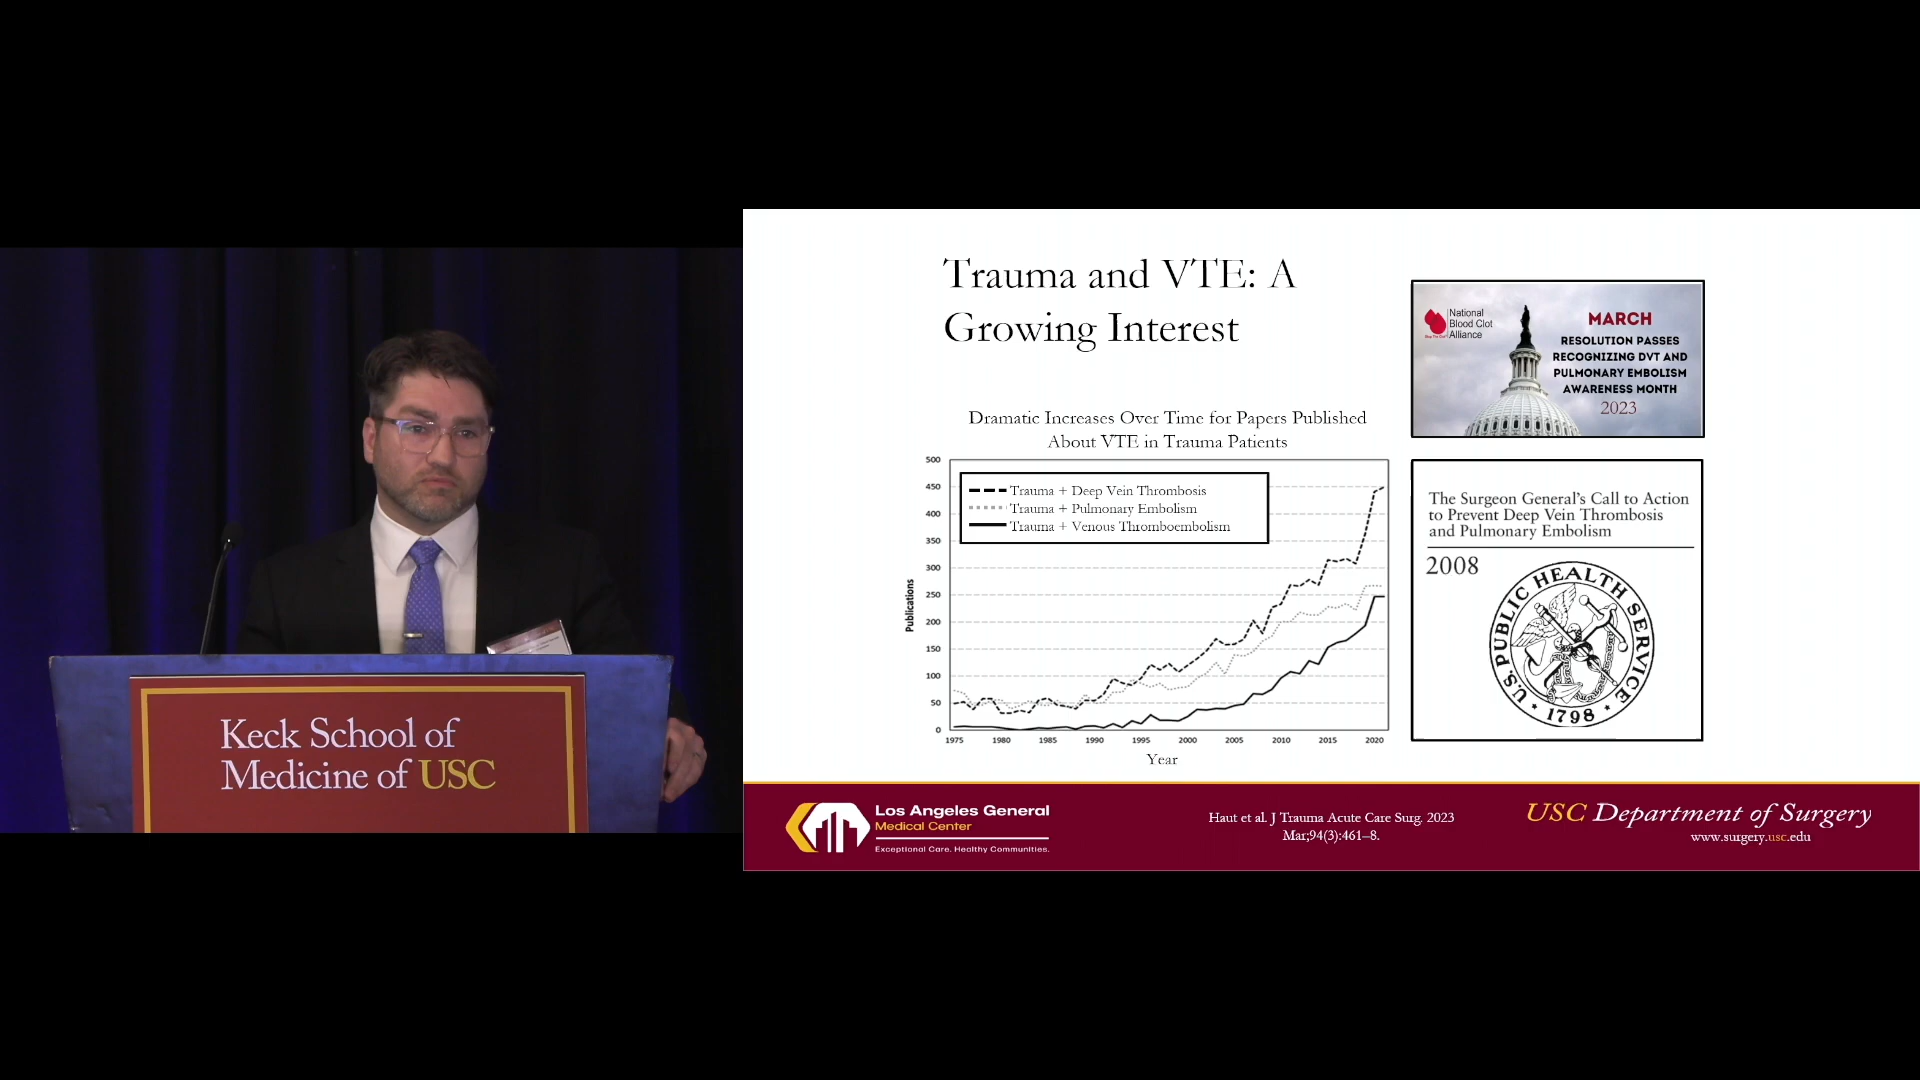 Keck School of
Medicine of USC
Trauma and VTE: A
Growing Interest
Dramatic Increases Over Time for Papers Published
About VTE in Trauma Patients
500
450
400
350
300
250
200
150
100
50
0
Publications
Trauma + Deep Vein Thrombosis
Trauma + Pulmonary Embolism
Trauma + Venous Thromboembolism
1975 1980 1985 1990 1995 2000 2005 2010 2015 2020
Year
National
Blood Clot
Alliance
MARCH
RESOLUTION PASSES
RECOGNIZING DVT AND
PULMONARY EMBOLISM
AWARENESS MONTH
2023
The Surgeon General's Call to Action
to Prevent Deep Vein Thrombosis
and Pulmonary Embolism
2008
U.S. PUBLIC HEALTH SERVICE
1798
Los Angeles General
Medical Center
Exceptional Care. Healthy Communities.
Haut et al. J Trauma Acute Care Surg. 2023
Mar;94(3):461–8.
USC Department of Surgery
www.surgery.usc.edu